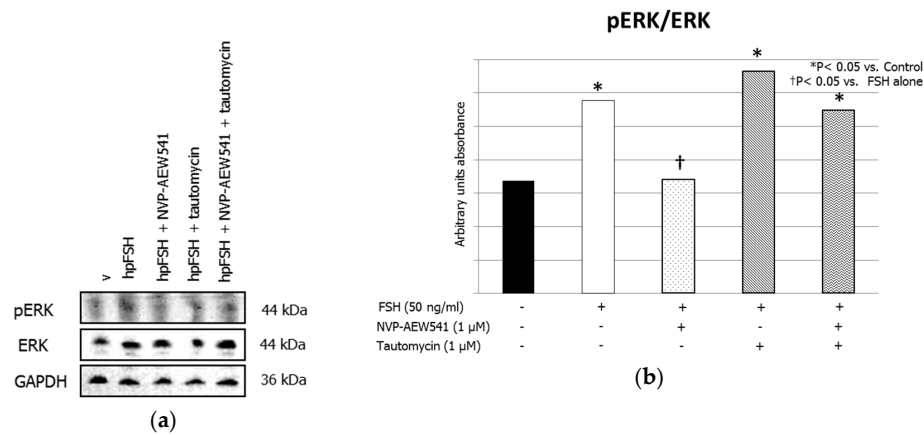 pERK/ERK
v
hpFSH
hpFSH + NVP-AEW541
hpFSH + tautomycin
hpFSH + NVP-AEW541 + tautomycin
pERK 44 kDa
ERK 44 kDa
GAPDH 36 kDa
(a)
Arbitrary units absorbance
*P< 0.05 vs. Control
†P< 0.05 vs. FSH alone
* * * †
FSH (50 ng/ml) - + + + +
NVP-AEW541 (1 µM) - - + - +
Tautomycin (1 µM) - - - + +
(b)